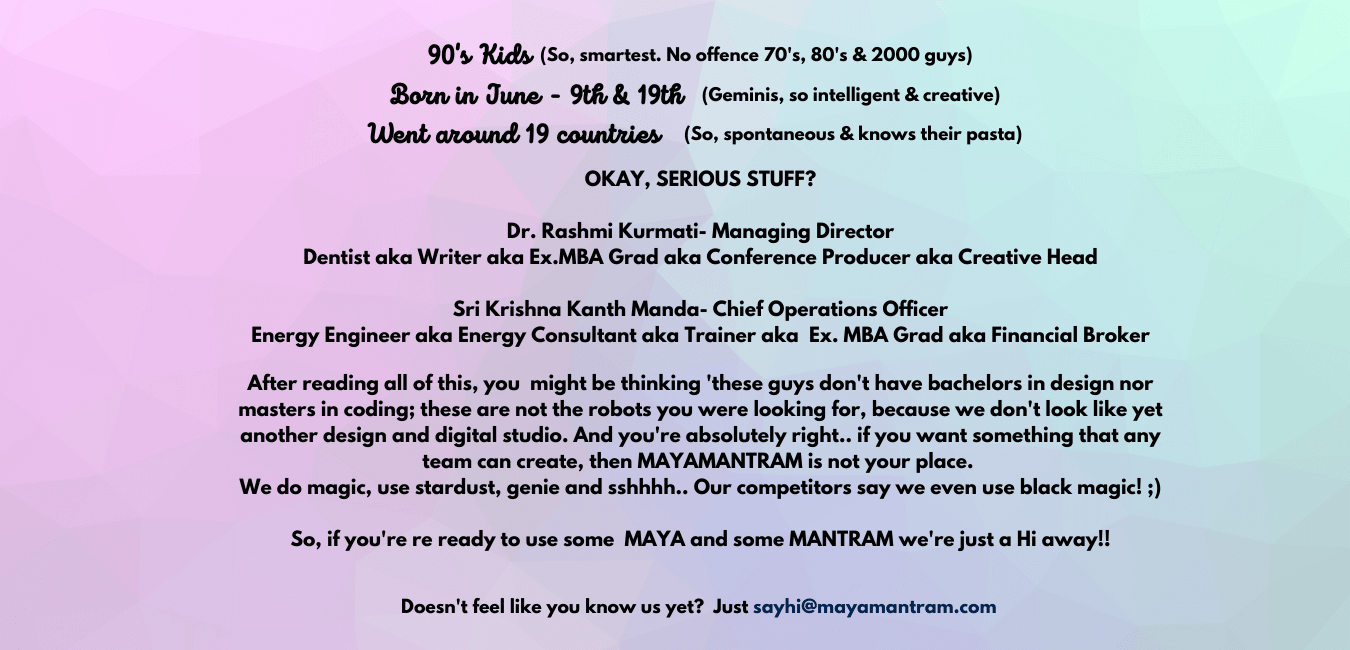 90's Kids (So, smartest. No offence 70's, 80's & 2000 guys)
Born in June - 9th & 19th (Geminis, so intelligent & creative)
Went around 19 countries (So, spontaneous & knows their pasta)
OKAY, SERIOUS STUFF?
Dr. Rashmi Kurmati- Managing Director
Dentist aka Writer aka Ex.MBA Grad aka Conference Producer aka Creative Head
Sri Krishna Kanth Manda- Chief Operations Officer
Energy Engineer aka Energy Consultant aka Trainer aka Ex. MBA Grad aka Financial Broker
After reading all of this, you might be thinking 'these guys don't have bachelors in design nor
masters in coding; these are not the robots you were looking for, because we don't look like yet
another design and digital studio. And you're absolutely right.. if you want something that any
team can create, then MAYAMANTRAM is not your place.
We do magic, use stardust, genie and sshhhh.. Our competitors say we even use black magic! ;)
So, if you're re ready to use some MAYA and some MANTRAM we're just a Hi away!!
Doesn't feel like you know us yet? Just sayhi@mayamantram.com